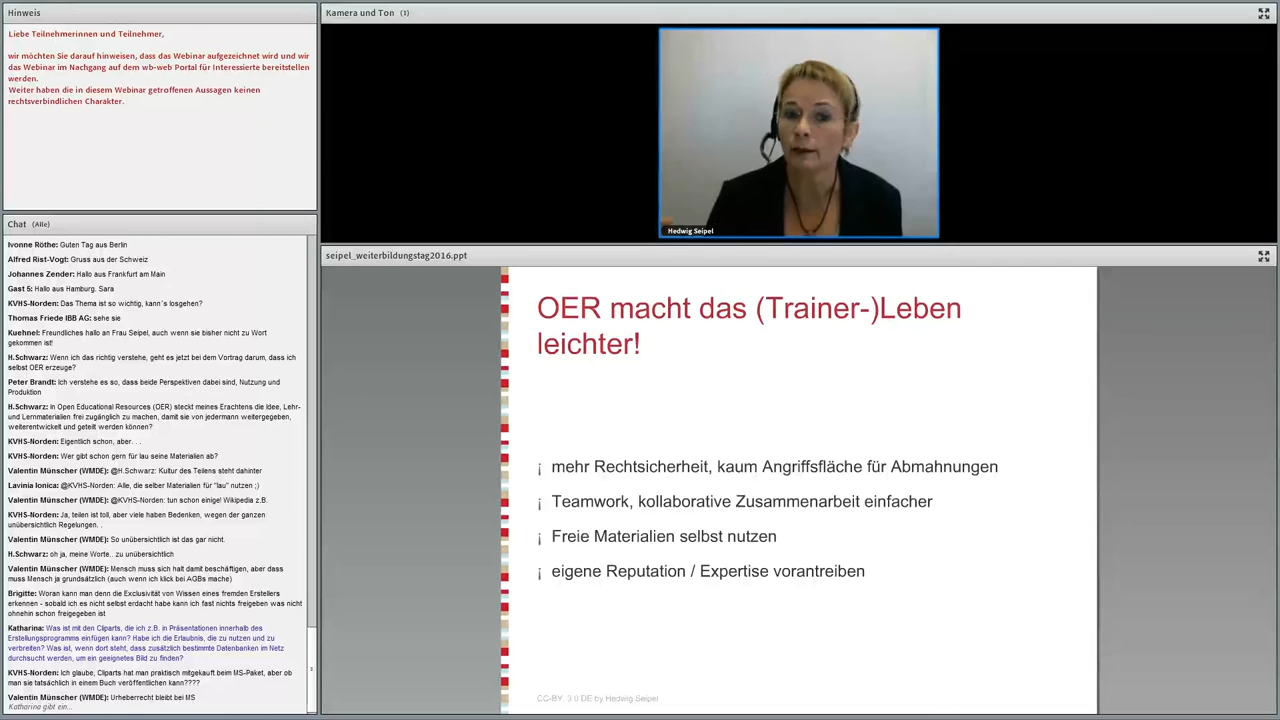 Hinweis
Liebe Teilnehmerinnen und Teilnehmer,
wir möchten Sie darauf hinweisen, dass das Webinar aufgezeichnet wird und wir
das Webinar im Nachgang auf dem wb-web Portal für Interessierte bereitstellen
werden.
Weiter haben die in diesem Webinar getroffenen Aussagen keinen
rechtsverbindlichen Charakter.
Chat (Alle)
Ivonne Röthe: Guten Tag aus Berlin
Alfred Rist-Vogt: Gruss aus der Schweiz
Johannes Zender: Hallo aus Frankfurt am Main
Gast 5: Hallo aus Hamburg. Sara
KVHS-Norden: Das Thema ist so wichtig, kann´s losgehen?
Thomas Friede IBB AG: sehe sie
Kuehnel: Freundliches hallo an Frau Seipel, auch wenn sie bisher nicht zu Wort
gekommen ist!
H.Schwarz: Wenn ich das richtig verstehe, geht es jetzt bei dem Vortrag darum, dass ich
selbst OER erzeuge?
Peter Brandt: Ich verstehe es so, dass beide Perspektiven dabei sind, Nutzung und
Produktion
H.Schwarz: in Open Educational Resources (OER) steckt meines Erachtens die Idee, Lehr-
und Lernmaterialien frei zugänglich zu machen, damit sie von jedermann weitergegeben,
weiterentwickelt und geteilt werden können?
KVHS-Norden: Eigentlich schon, aber. . .
KVHS-Norden: Wer gibt schon gern für lau seine Materialien ab?
Valentin Münscher (WMDE): @H.Schwarz: Kultur des Teilens steht dahinter
Lavinia Ionica: @KVHS-Norden: Alle, die selber Materialien für "lau" nutzen ;)
Valentin Münscher (WMDE): @KVHS-Norden: tun schon einige! Wikipedia z.B.
KVHS-Norden: Ja, teilen ist toll, aber viele haben Bedenken, wegen der ganzen
unübersichtlich Regelungen. .
Valentin Münscher (WMDE): So unübersichtlich ist das gar nicht.
H.Schwarz: oh ja, meine Worte.. zu unübersichtlich
Valentin Münscher (WMDE): Mensch muss sich halt damit beschäftigen, aber dass
muss Mensch ja grundsätzlich (auch wenn ich klick bei AGBs mache)
Brigitte: Woran kann man denn die Exclusivität von Wissen eines fremden Erstellers
erkennen - sobald ich es nicht selbst erdacht habe kann ich fast nichts freigeben was nicht
ohnehin schon freigegeben ist
Katharina: Was ist mit den Cliparts, die ich z.B. in Präsentationen innerhalb des
Erstellungsprogramms einfügen kann? Habe ich die Erlaubnis, die zu nutzen und zu
verbreiten? Was ist, wenn dort steht, dass zusätzlich bestimmte Datenbanken im Netz
durchsucht werden, um ein geeignetes Bild zu finden?
KVHS-Norden: Ich glaube, Cliparts hat man praktisch mitgekauft beim MS-Paket, aber ob
man sie tatsächlich in einem Buch veröffentlichen kann????
Valentin Münscher (WMDE): Urheberrecht bleibt bei MS
Katharina gibt ein...
Kamera und Ton (1)
Hedwig Seipel
seipel_weiterbildungstag2016.ppt
OER macht das (Trainer-)Leben
leichter!
¡ mehr Rechtsicherheit, kaum Angriffsfläche für Abmahnungen
¡ Teamwork, kollaborative Zusammenarbeit einfacher
¡ Freie Materialien selbst nutzen
¡ eigene Reputation / Expertise vorantreiben
CC-BY. 3.0 DE by Hedwig Seipel